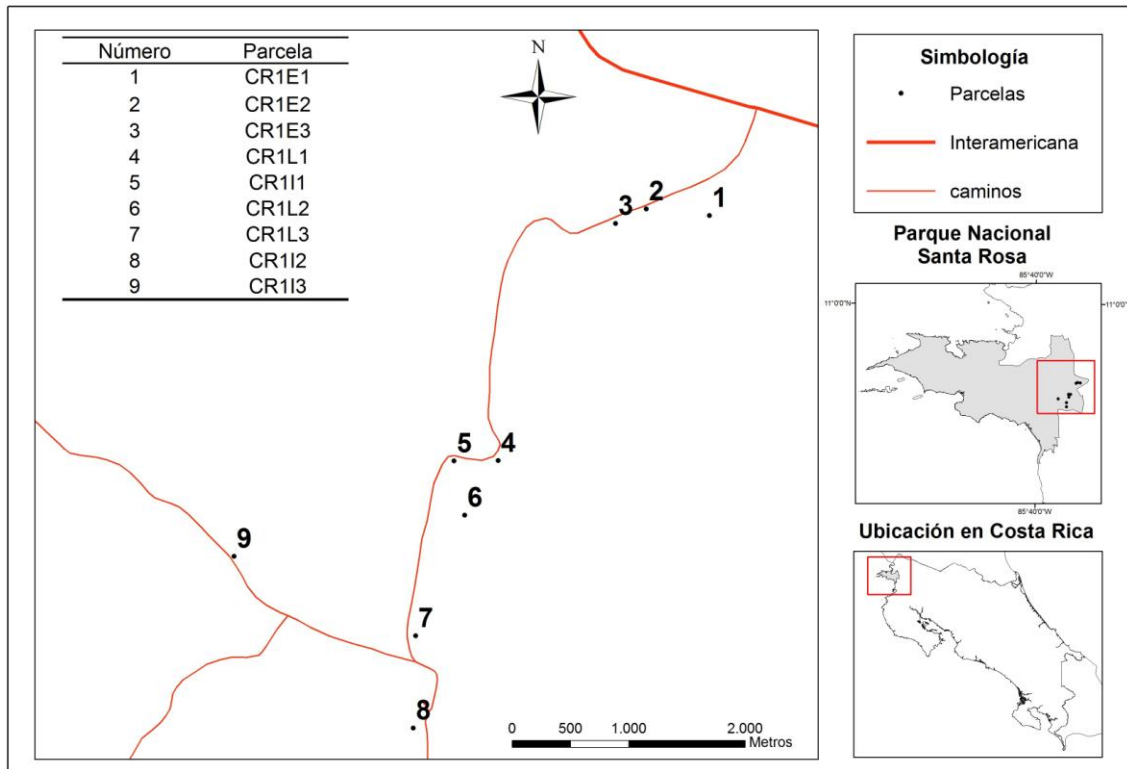 Número Parcela
1 CR1E1
2 CR1E2
3 CR1E3
4 CR1L1
5 CR1I1
6 CR1L2
7 CR1L3
8 CR1I2
9 CR1I3
N
1
2
3
5
4
6
9
7
8
0 500 1.000 2.000
Metros
Simbología
Parcelas
Interamericana
caminos
Parque Nacional
Santa Rosa
85°40'0"W
11°0'0"N
11°0'0"N
85°40'0"W
Ubicación en Costa Rica